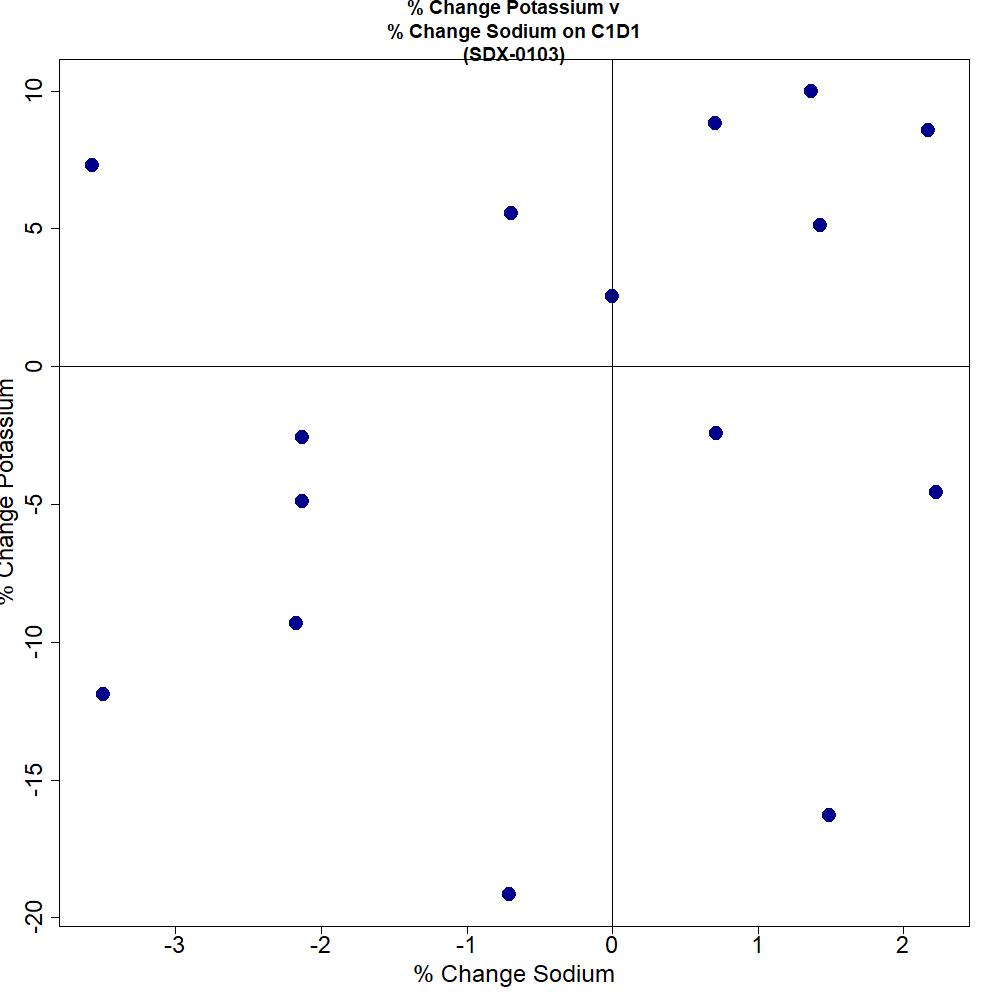 % Change Potassium v
% Change Sodium on C1D1
(SDX-0103)
10
5
0
-5
-10
-15
-20
% Change Potassium
-3
-2
-1
0
1
2
% Change Sodium